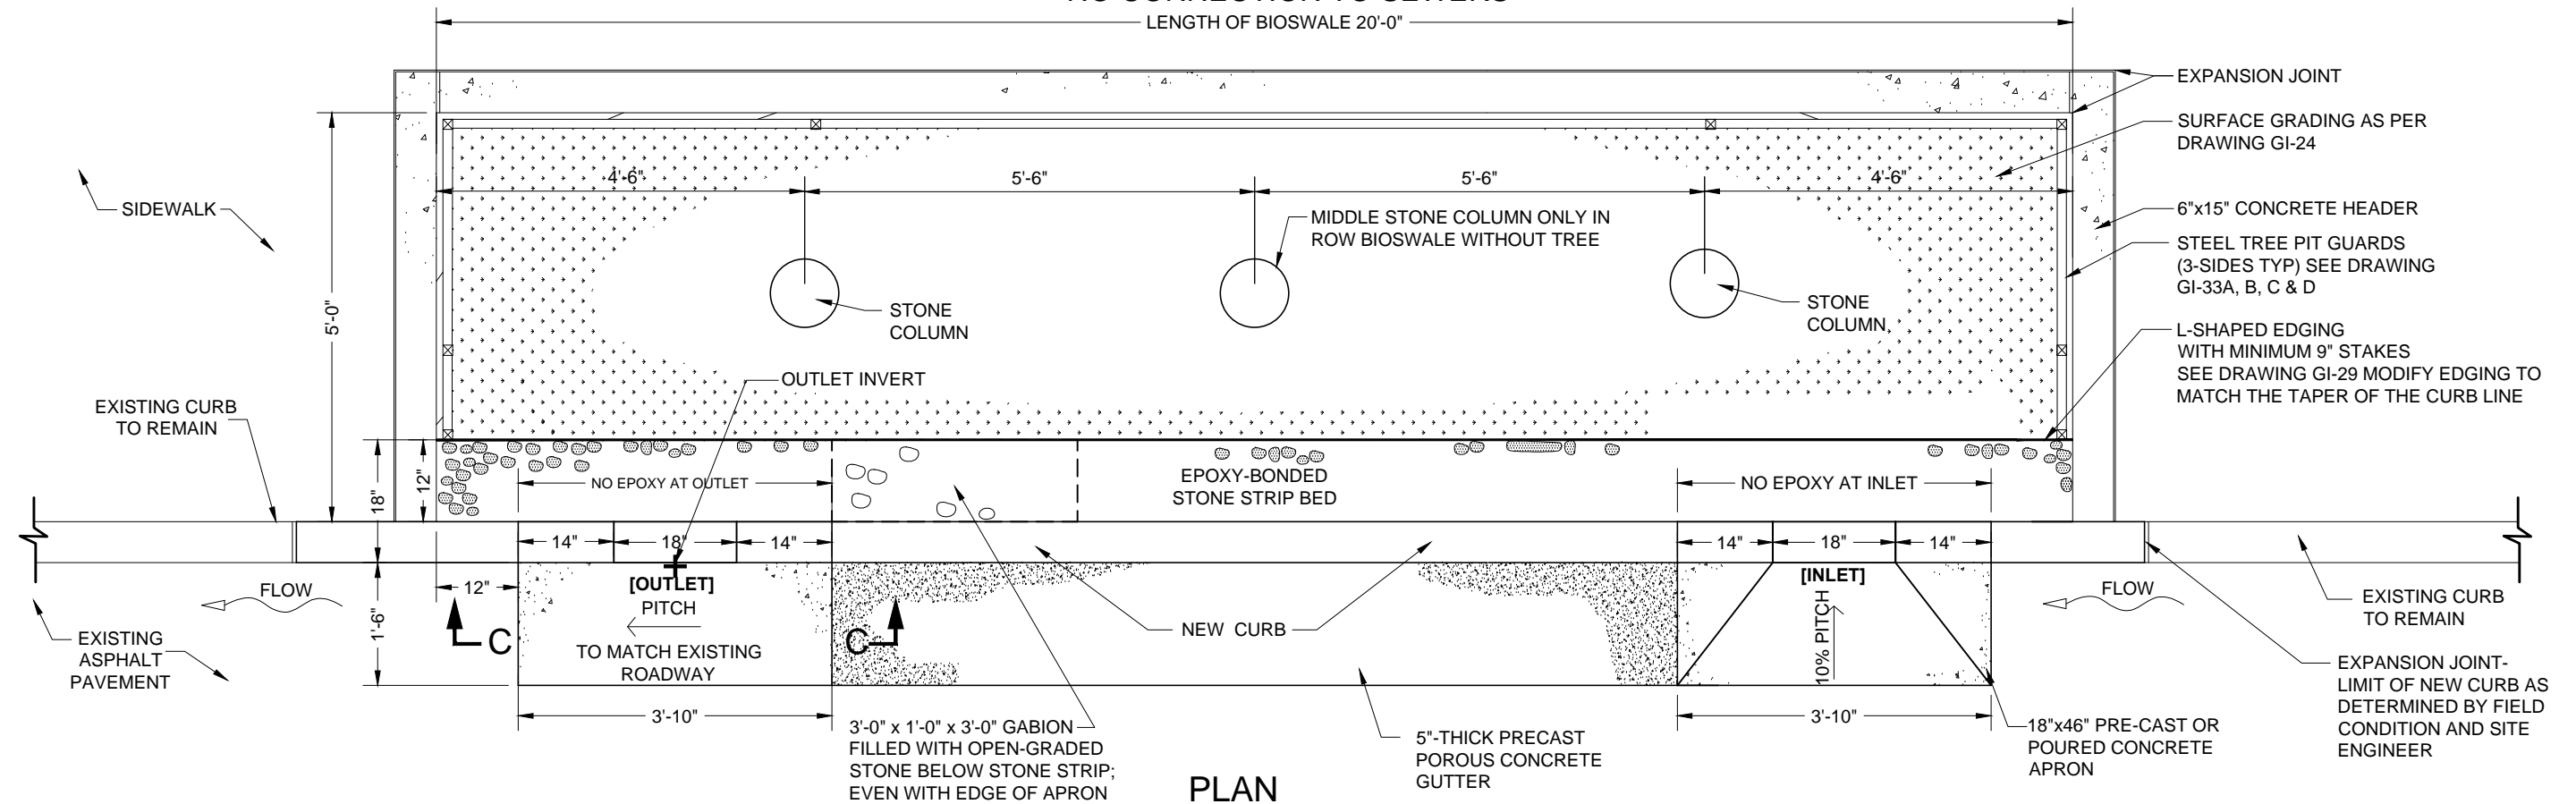 NO CONNECTION TO SEWERS
LENGTH OF BIOSWALE 20'-0"
EXPANSION JOINT
SURFACE GRADING AS PER
DRAWING GI-24
4'-6"
5'-6"
5'-6"
4'-6"
SIDEWALK
MIDDLE STONE COLUMN ONLY IN
ROW BIOSWALE WITHOUT TREE
6"x15" CONCRETE HEADER
STEEL TREE PIT GUARDS
(3-SIDES TYP) SEE DRAWING
GI-33A, B, C & D
5'-0"
STONE
COLUMN
STONE
COLUMN
L-SHAPED EDGING
WITH MINIMUM 9" STAKES
SEE DRAWING GI-29 MODIFY EDGING TO
MATCH THE TAPER OF THE CURB LINE
OUTLET INVERT
EXISTING CURB
TO REMAIN
18"
12"
NO EPOXY AT OUTLET
EPOXY-BONDED
STONE STRIP BED
NO EPOXY AT INLET
14"
18"
14"
14"
18"
14"
FLOW
12"
[OUTLET]
PITCH
TO MATCH EXISTING
ROADWAY
1'-6"
C
C
NEW CURB
[INLET]
10% PITCH
FLOW
EXISTING CURB
TO REMAIN
EXISTING
ASPHALT
PAVEMENT
3'-10"
3'-10"
EXPANSION JOINT-
LIMIT OF NEW CURB AS
DETERMINED BY FIELD
CONDITION AND SITE
ENGINEER
3'-0" x 1'-0" x 3'-0" GABION
FILLED WITH OPEN-GRADED
STONE BELOW STONE STRIP;
EVEN WITH EDGE OF APRON
5"-THICK PRECAST
POROUS CONCRETE
GUTTER
18"x46" PRE-CAST OR
POURED CONCRETE
APRON
PLAN